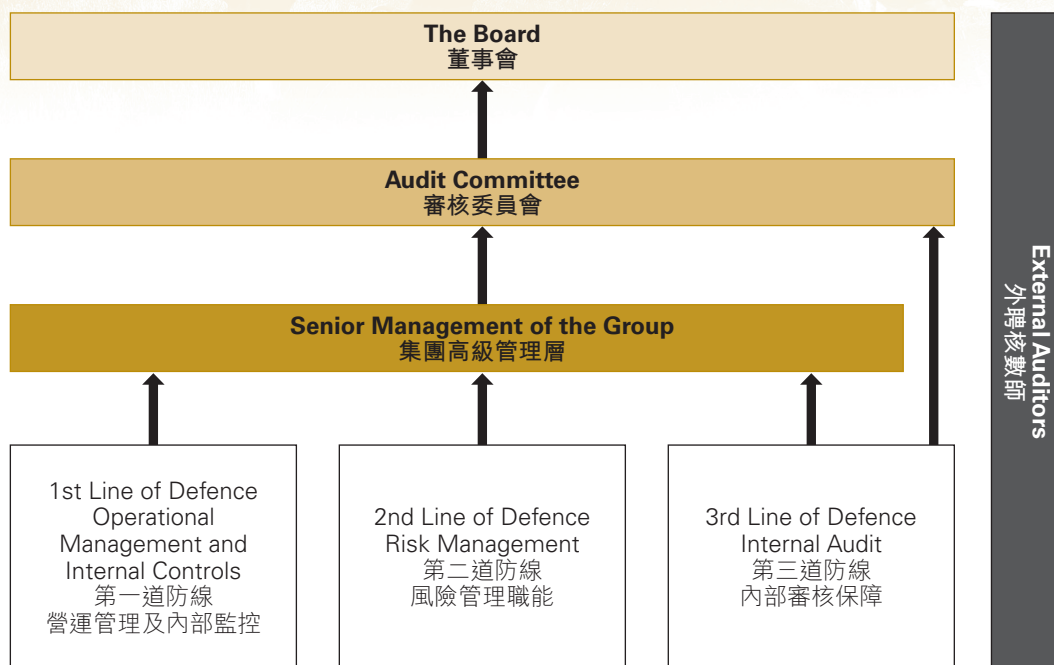 The Board
董事會
Audit Committee
審核委員會
Senior Management of the Group
集團高級管理層
1st Line of Defence
Operational
Management and
Internal Controls
第一道防線
營運管理及內部監控
2nd Line of Defence
Risk Management
第二道防線
風險管理職能
3rd Line of Defence
Internal Audit
第三道防線
內部審核保障
External Auditors
外聘核數師